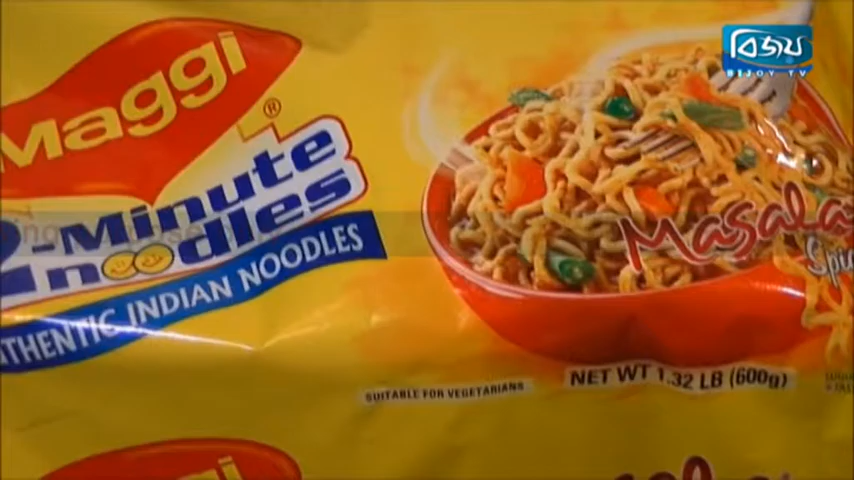 বিজয়
BIJOY TV
Maggi®
2-Minute
noodles
AUTHENTIC INDIAN NOODLES
Masala
SUITABLE FOR VEGETARIANS
NET WT 1.32 LB (600g)
Maggi